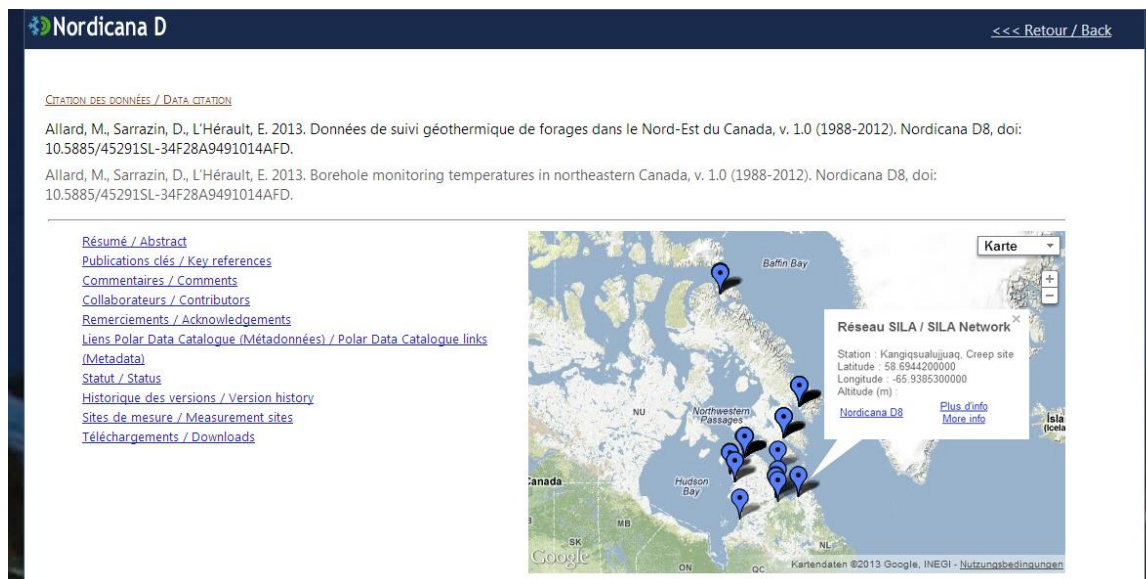 Nordicana D
<<< Retour / Back
Citation des données / Data citation
Allard, M., Sarrazin, D., L'Hérault, E. 2013. Données de suivi géothermique de forages dans le Nord-Est du Canada, v. 1.0 (1988-2012). Nordicana D8, doi:
10.5885/45291SL-34F28A9491014AFD.
Allard, M., Sarrazin, D., L'Hérault, E. 2013. Borehole monitoring temperatures in northeastern Canada, v. 1.0 (1988-2012). Nordicana D8, doi:
10.5885/45291SL-34F28A9491014AFD.
Résumé / Abstract
Publications clés / Key references
Commentaires / Comments
Collaborateurs / Contributors
Remerciements / Acknowledgements
Liens Polar Data Catalogue (Métadonnées) / Polar Data Catalogue links
(Metadata)
Statut / Status
Historique des versions / Version history
Sites de mesure / Measurement sites
Téléchargements / Downloads
Karte
Baffin Bay
+
−
Réseau SILA / SILA Network
×
Station : Kangiqsualujjuaq, Creep site
Latitude : 58.6944200000
Longitude : -65.9385300000
Altitude (m) :
Nordicana D8
Plus d'info
More info
NU
Northwestern
Passages
Hudson
Bay
MB
SK
ON
QC
NL
Google
Kartendaten ©2013 Google, INEGI - Nutzungsbedingungen